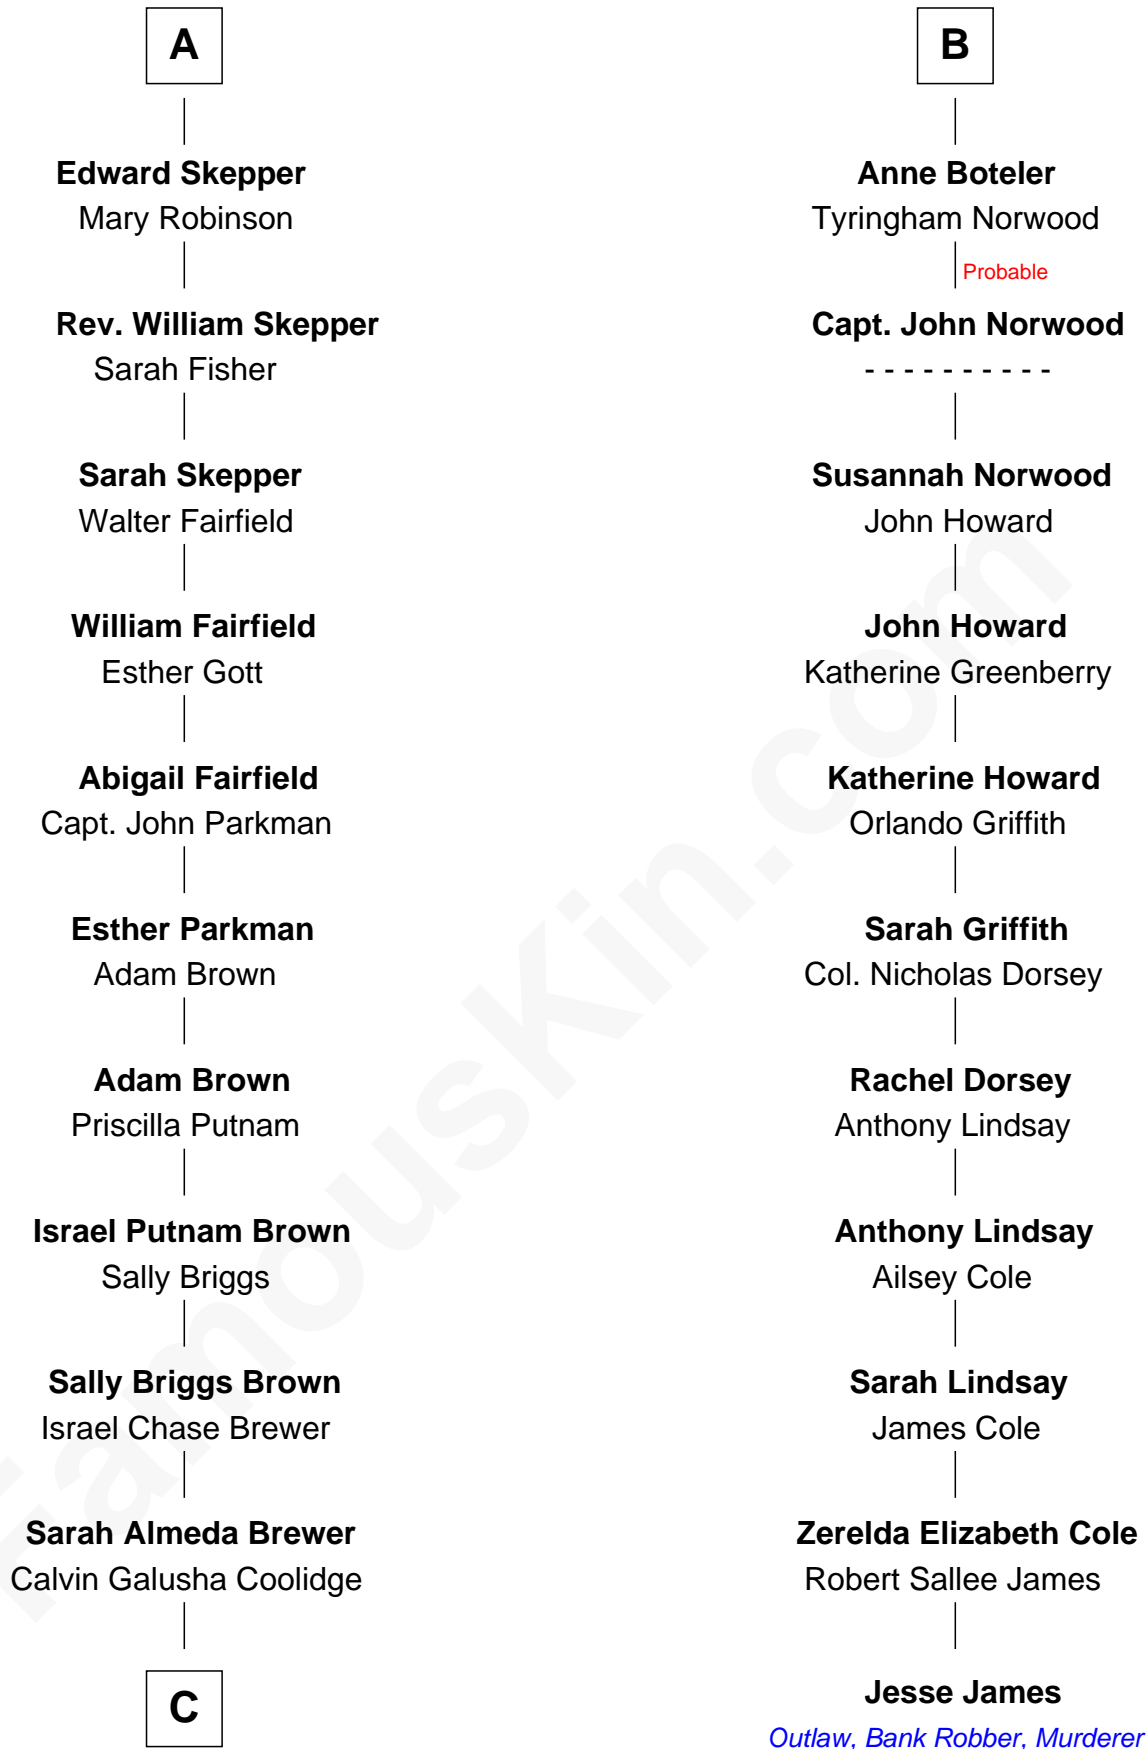 A
Edward Skepper
Mary Robinson
Rev. William Skepper
Sarah Fisher
Sarah Skepper
Walter Fairfield
William Fairfield
Esther Gott
Abigail Fairfield
Capt. John Parkman
Esther Parkman
Adam Brown
Adam Brown
Priscilla Putnam
Israel Putnam Brown
Sally Briggs
Sally Briggs Brown
Israel Chase Brewer
Sarah Almeda Brewer
Calvin Galusha Coolidge
C
B
Anne Boteler
Tyringham Norwood
Probable
Capt. John Norwood
- - - - - - - - - -
Susannah Norwood
John Howard
John Howard
Katherine Greenberry
Katherine Howard
Orlando Griffith
Sarah Griffith
Col. Nicholas Dorsey
Rachel Dorsey
Anthony Lindsay
Anthony Lindsay
Ailsey Cole
Sarah Lindsay
James Cole
Zerelda Elizabeth Cole
Robert Sallee James
Jesse James
Outlaw, Bank Robber, Murderer
FamousKin.com